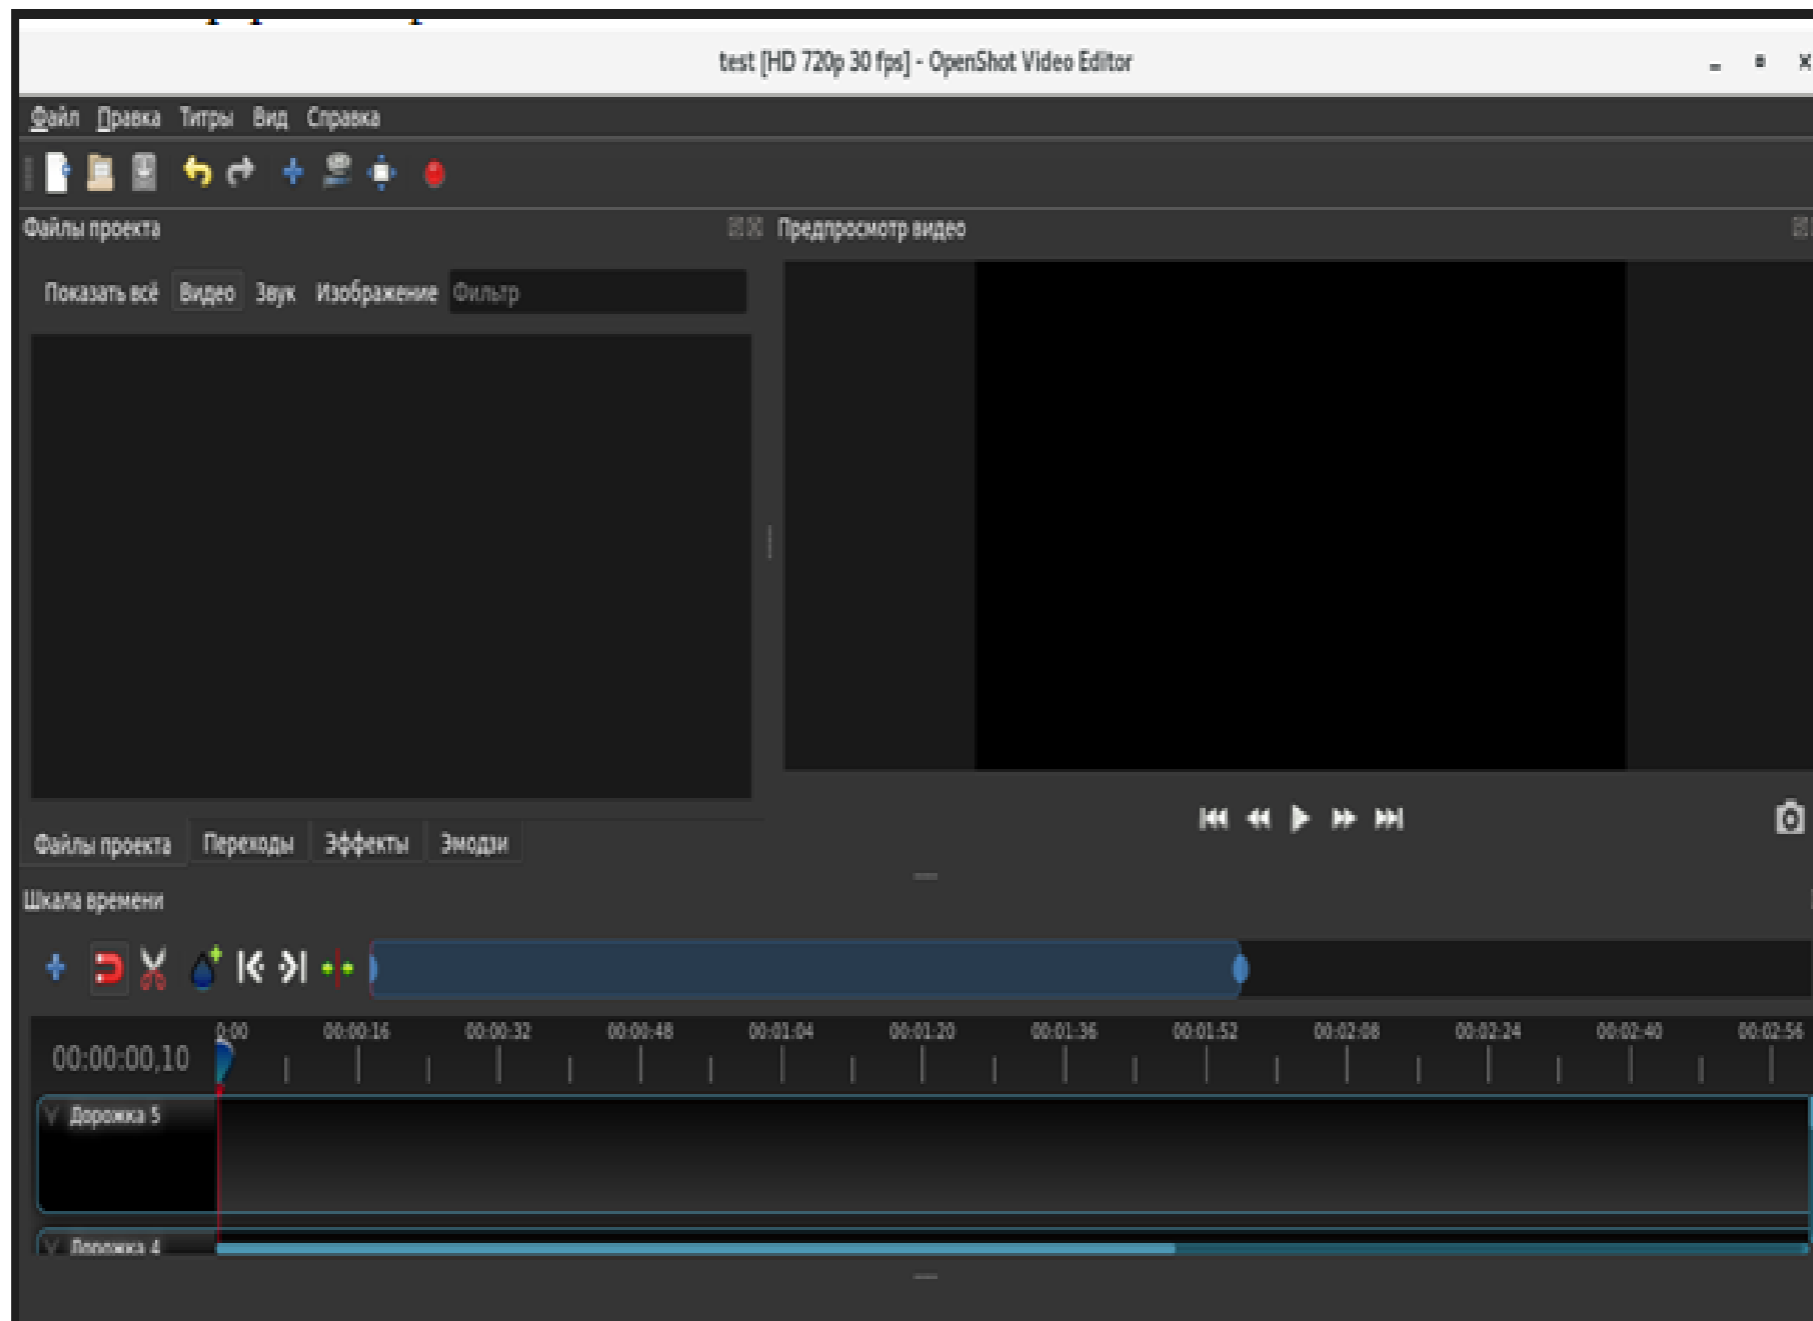 test [HD 720p 30 fps] - OpenShot Video Editor
Файл Правка Титры Вид Справка
Файлы проекта
Предпросмотр видео
Показать всё Видео Звук Изображение Фильтр
Файлы проекта Переходы Эффекты Эмодзи
Шкала времени
0:00 00:00:16 00:00:32 00:00:48 00:01:04 00:01:20 00:01:36 00:01:52 00:02:08 00:02:24 00:02:40 00:02:56
00:00:00,10
Дорожка 5
Дорожка 4